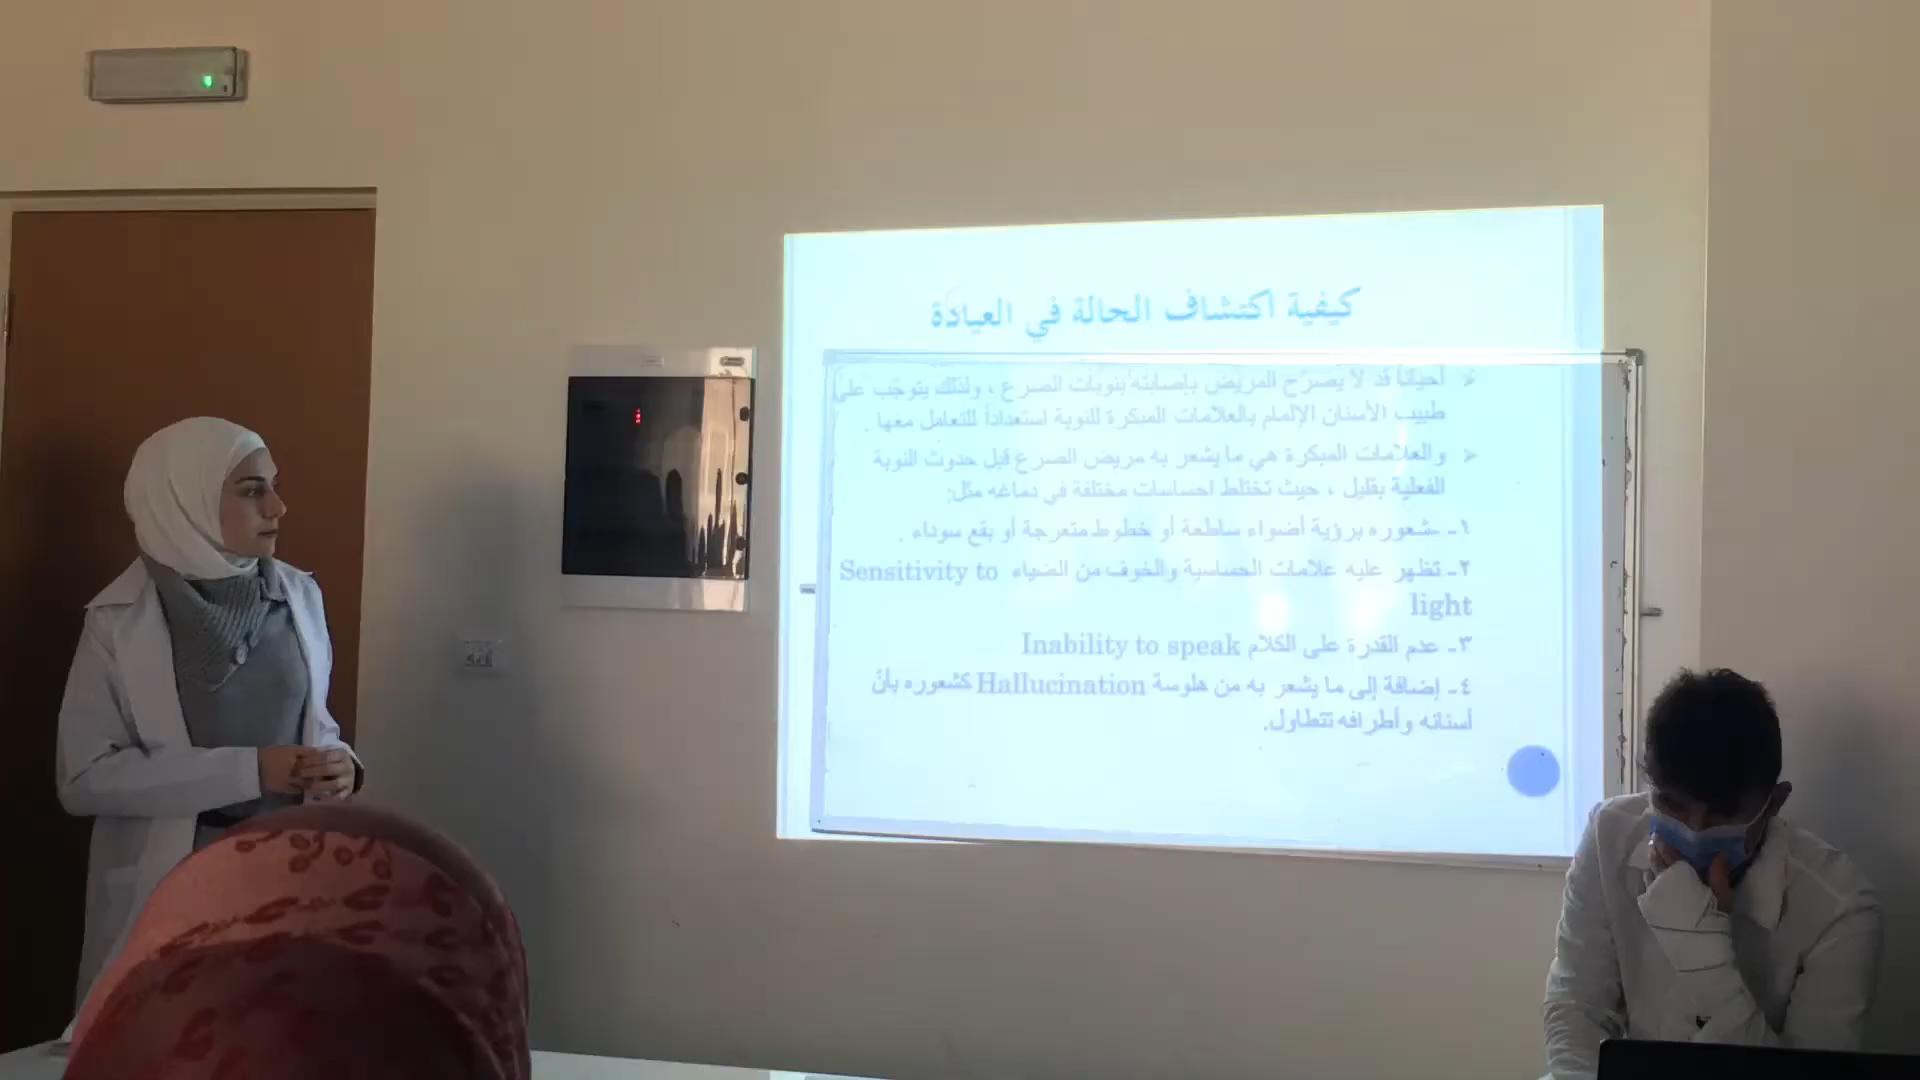 كيفية اكتشاف الحالة في العيادة
أحياناً قد لا يصرّح المريض بإصابته بنوبات الصرع ، ولذلك يتوجّب على
طبيب الأسنان الإلمام بالعلامات المبكرة للنوبة استعداداً للتعامل معها .
والعلامات المبكرة هي ما يشعر به مريض الصرع قبل حدوث النوبة
الفعلية بقليل ، حيث تختلط احساسات مختلفة في دماغه مثل:
١- شعوره برؤية أضواء ساطعة أو خطوط متعرجة أو بقع سوداء .
٢- تظهر عليه علامات الحساسية والخوف من الضياء Sensitivity to
light
٣- عدم القدرة على الكلام Inability to speak
٤- إضافة إلى ما يشعر به من هلوسة Hallucination كشعوره بأنّ
أسنانه وأطرافه تتطاول.